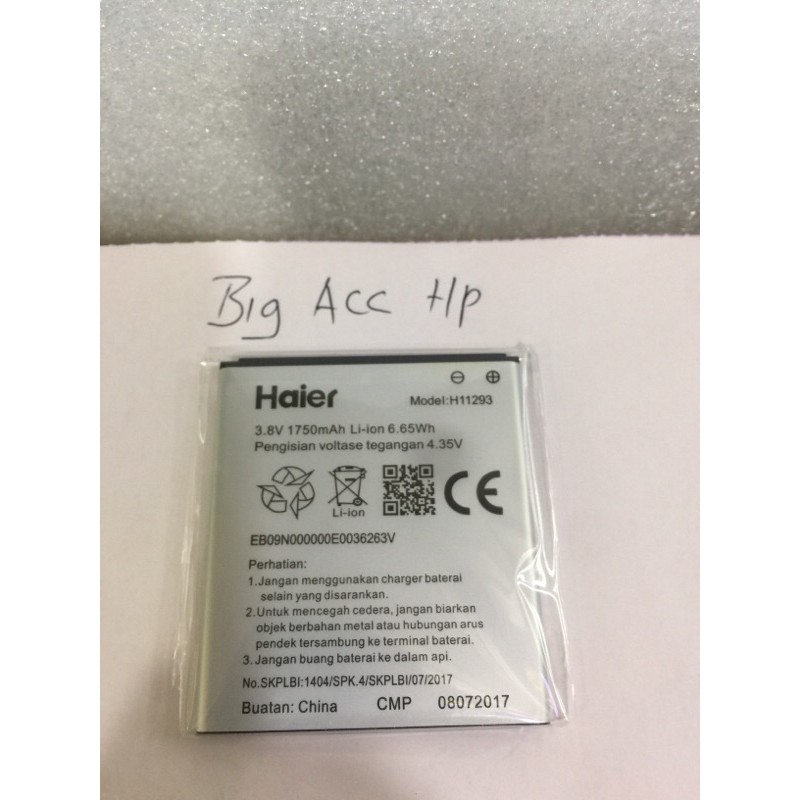 Big Acc Hp
Haier
⊖ ⊕
Model:H11293
3.8V 1750mAh Li-ion 6.65Wh
Pengisian voltase tegangan 4.35V
Li-ion
CE
EB09N000000E0036263V
Perhatian:
1.Jangan menggunakan charger baterai
selain yang disarankan.
2.Untuk mencegah cedera, jangan biarkan
objek berbahan metal atau hubungan arus
pendek tersambung ke terminal baterai.
3.Jangan buang baterai ke dalam api.
No.SKPLBI:1404/SPK.4/SKPLBI/07/2017
Buatan: China CMP 08072017